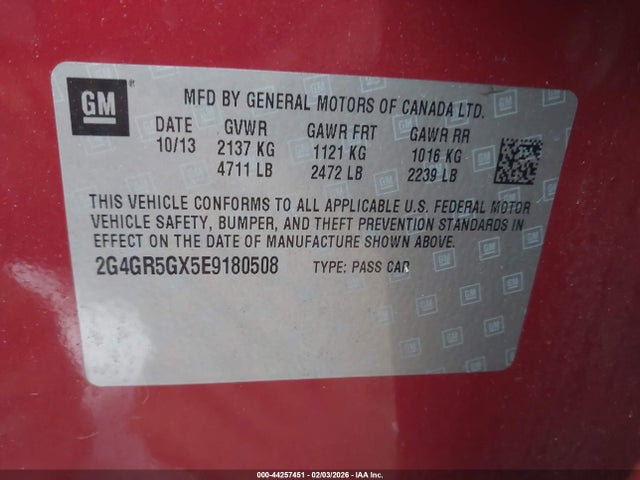 GM
MFD BY GENERAL MOTORS OF CANADA LTD.
DATE GVWR GAWR FRT GAWR RR
10/13 2137 KG 1121 KG 1016 KG
4711 LB 2472 LB 2239 LB
THIS VEHICLE CONFORMS TO ALL APPLICABLE U.S. FEDERAL MOTOR
VEHICLE SAFETY, BUMPER, AND THEFT PREVENTION STANDARDS IN
EFFECT ON THE DATE OF MANUFACTURE SHOWN ABOVE.
2G4GR5GX5E9180508 TYPE: PASS CAR
000-44257451 - 02/03/2026 - IAA Inc.